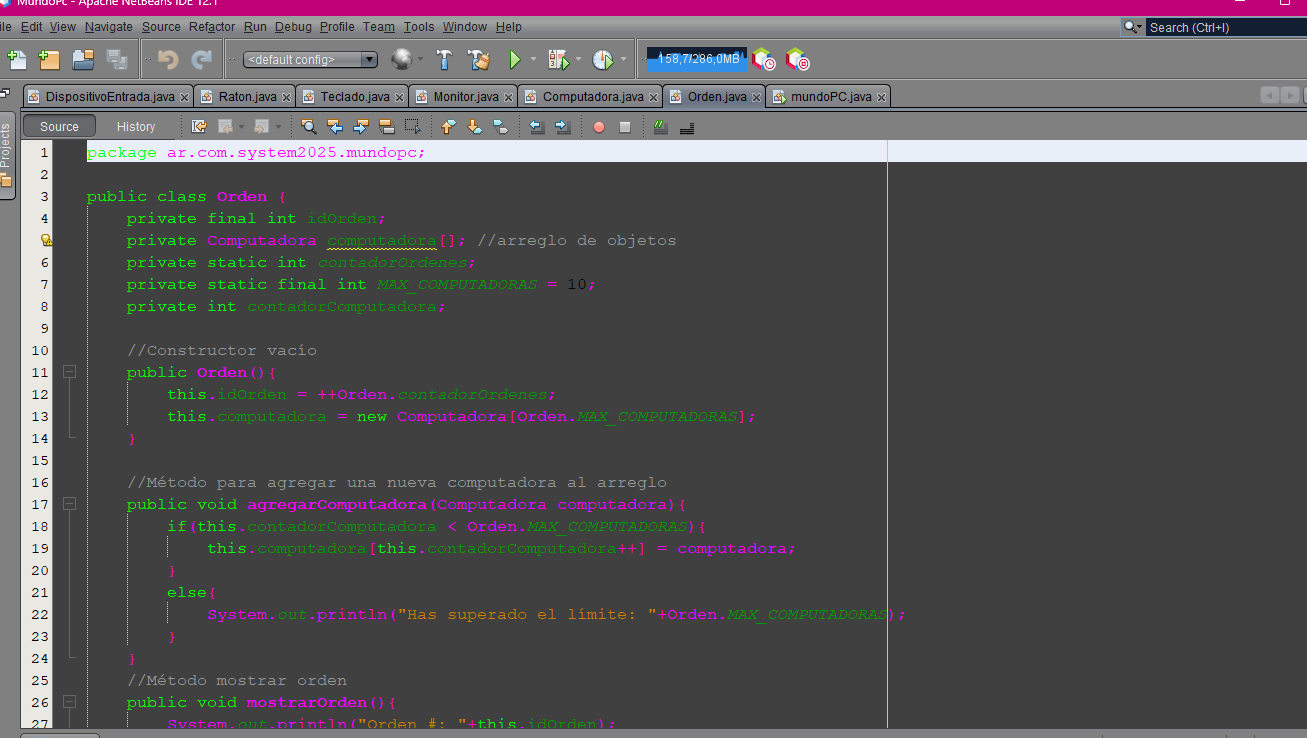 MundoPc - Apache NetBeans IDE 12.1
ile Edit View Navigate Source Refactor Run Debug Profile Team Tools Window Help
Search (Ctrl+I)
<default config>
158,7/286,0MB
DispositivoEntrada.java Raton.java Teclado.java Monitor.java Computadora.java Orden.java mundoPC.java
Projects
Source History
1 package ar.com.system2025.mundopc;
2
3 public class Orden {
4 private final int idOrden;
private Computadora computadora[]; //arreglo de objetos
6 private static int contadorOrdenes;
7 private static final int MAX_COMPUTADORAS = 10;
8 private int contadorComputadora;
9
10 //Constructor vacío
11 public Orden(){
12 this.idOrden = ++Orden.contadorOrdenes;
13 this.computadora = new Computadora[Orden.MAX_COMPUTADORAS];
14 }
15
16 //Método para agregar una nueva computadora al arreglo
17 public void agregarComputadora(Computadora computadora){
18 if(this.contadorComputadora < Orden.MAX_COMPUTADORAS){
19 this.computadora[this.contadorComputadora++] = computadora;
20 }
21 else{
22 System.out.println("Has superado el límite: "+Orden.MAX_COMPUTADORAS);
23 }
24 }
25 //Método mostrar orden
26 public void mostrarOrden(){
27 System.out.println("Orden #: "+this.idOrden);